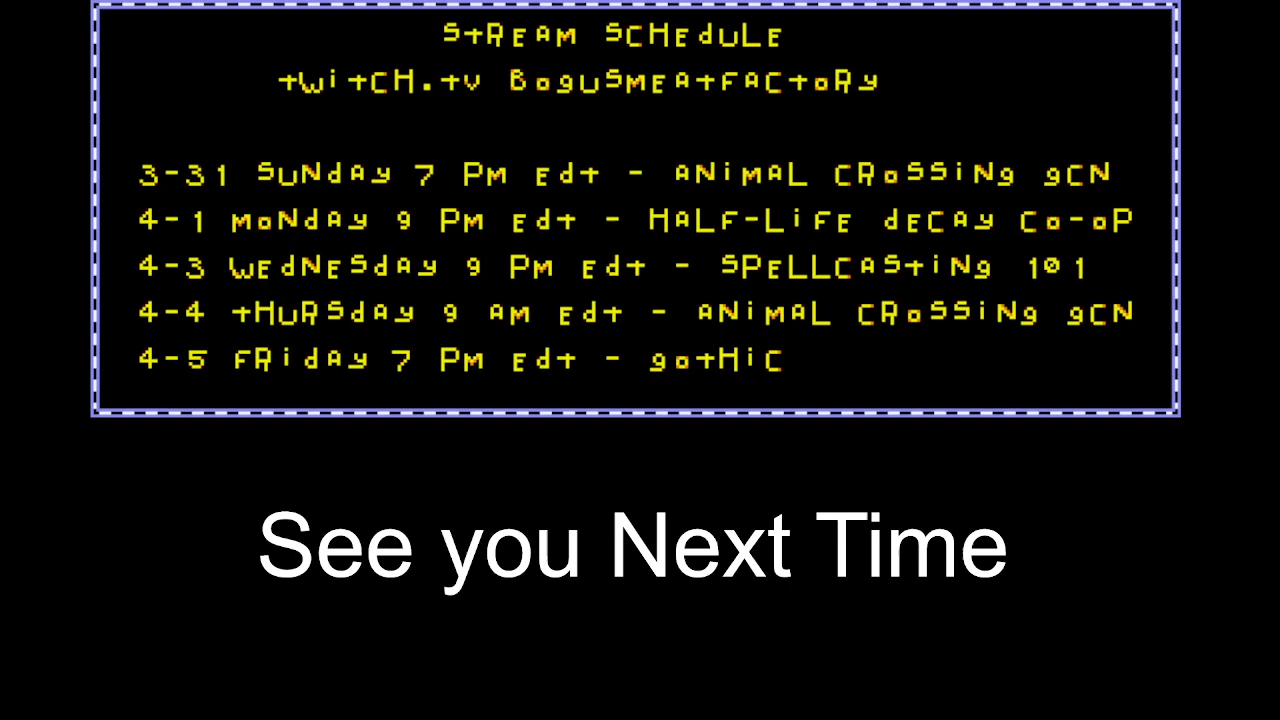 StREAM SCHEdULE
tWitCH.tV BogUSMEAtFACtoRy
3-31 SUNdAy 7 PM Edt - ANiMAL CRoSSiNg gCN
4-1 MoNdAy 9 PM Edt - HALF-LiFE dECAy Co-oP
4-3 WEdNESdAy 9 PM Edt - SPELLCAStiNg 101
4-4 tHURSdAy 9 AM Edt - ANiMAL CRoSSiNg gCN
4-5 FRidAy 7 PM Edt - gotHiC
See you Next Time